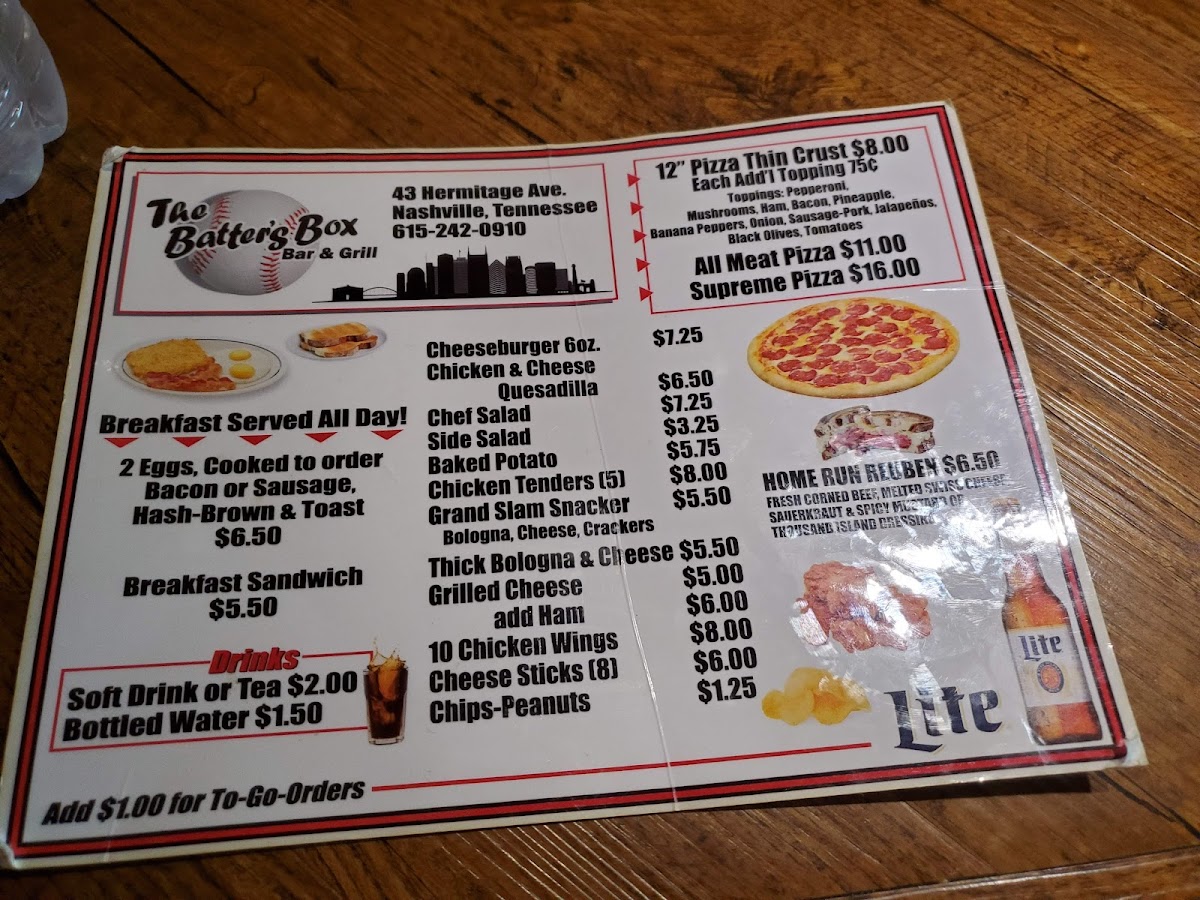 The
Batter's Box
Bar & Grill
43 Hermitage Ave.
Nashville, Tennessee
615-242-0910
12" Pizza Thin Crust $8.00
Each Add'l Topping 75¢
Toppings: Pepperoni,
Mushrooms, Ham, Bacon, Pineapple,
Banana Peppers, Onion, Sausage-Pork, Jalapeños,
Black Olives, Tomatoes
All Meat Pizza $11.00
Supreme Pizza $16.00
Breakfast Served All Day!
2 Eggs, Cooked to order
Bacon or Sausage,
Hash-Brown & Toast
$6.50
Breakfast Sandwich
$5.50
Drinks
Soft Drink or Tea $2.00
Bottled Water $1.50
Cheeseburger 6oz. $7.25
Chicken & Cheese
Quesadilla $6.50
Chef Salad $7.25
Side Salad $3.25
Baked Potato $5.75
Chicken Tenders (5) $8.00
Grand Slam Snacker $5.50
Bologna, Cheese, Crackers
Thick Bologna & Cheese $5.50
Grilled Cheese $5.00
add Ham $6.00
10 Chicken Wings $8.00
Cheese Sticks (8) $6.00
Chips-Peanuts $1.25
HOME RUN REUBEN $6.50
FRESH CORNED BEEF, MELTED SWISS CHEESE
SAUERKRAUT & SPICY MUSTARD OR
THOUSAND ISLAND DRESSING
Lite
Lite
Add $1.00 for To-Go-Orders